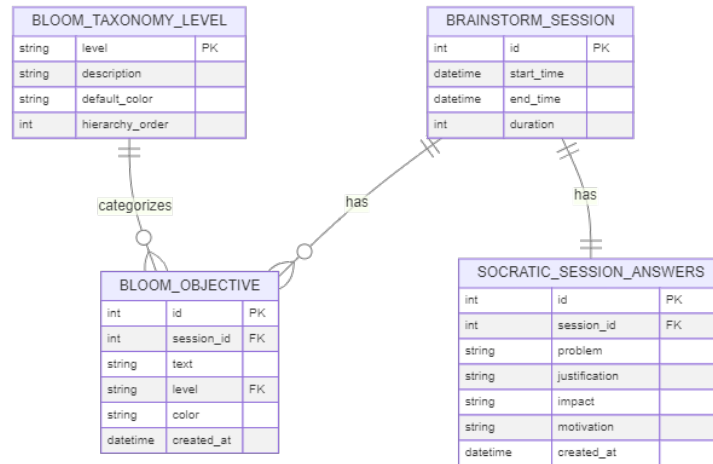 BLOOM_TAXONOMY_LEVEL
string level PK
string description
string default_color
int hierarchy_order
BRAINSTORM_SESSION
int id PK
datetime start_time
datetime end_time
int duration
categorizes
has
has
BLOOM_OBJECTIVE
int id PK
int session_id FK
string text
string level FK
string color
datetime created_at
SOCRATIC_SESSION_ANSWERS
int id PK
int session_id FK
string problem
string justification
string impact
string motivation
datetime created_at